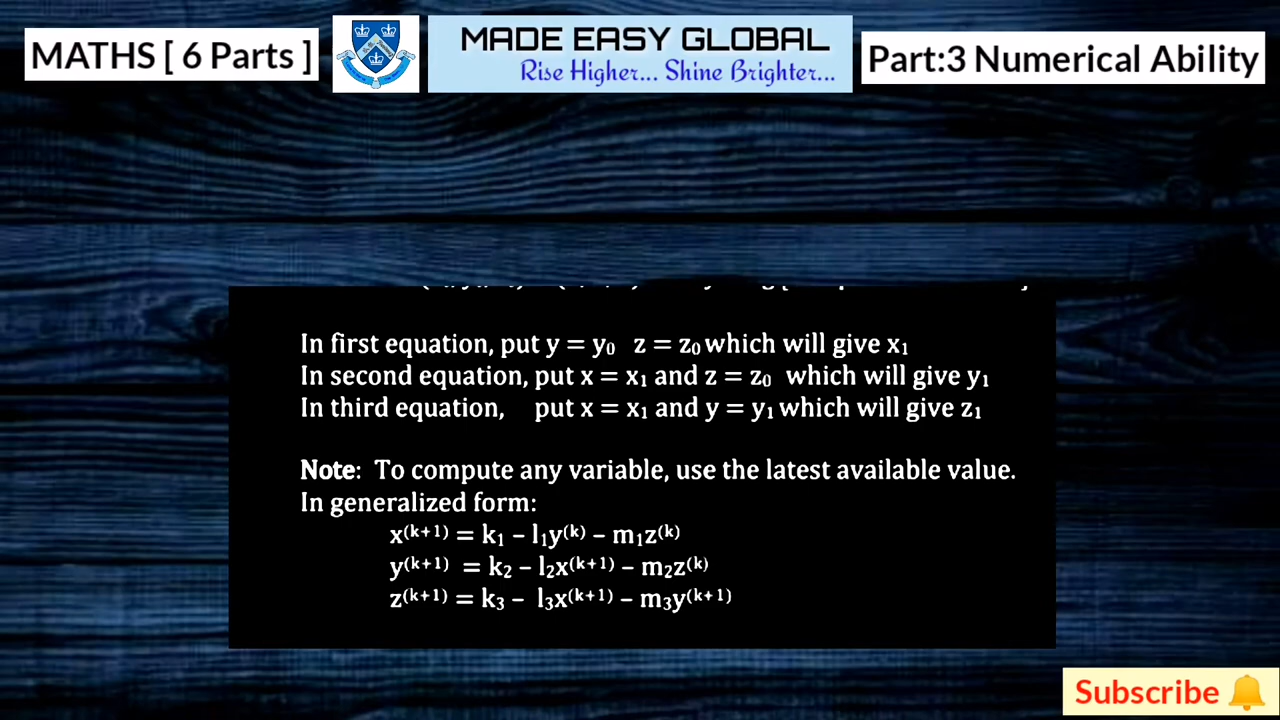 MATHS [ 6 Parts ]
MADE EASY GLOBAL
Rise Higher... Shine Brighter...
Part:3 Numerical Ability
In first equation, put y = y₀ z = z₀ which will give x₁
In second equation, put x = x₁ and z = z₀ which will give y₁
In third equation, put x = x₁ and y = y₁ which will give z₁
Note: To compute any variable, use the latest available value.
In generalized form:
x⁽ᵏ⁺¹⁾ = k₁ – l₁y⁽ᵏ⁾ – m₁z⁽ᵏ⁾
y⁽ᵏ⁺¹⁾ = k₂ – l₂x⁽ᵏ⁺¹⁾ – m₂z⁽ᵏ⁾
z⁽ᵏ⁺¹⁾ = k₃ – l₃x⁽ᵏ⁺¹⁾ – m₃y⁽ᵏ⁺¹⁾
Subscribe